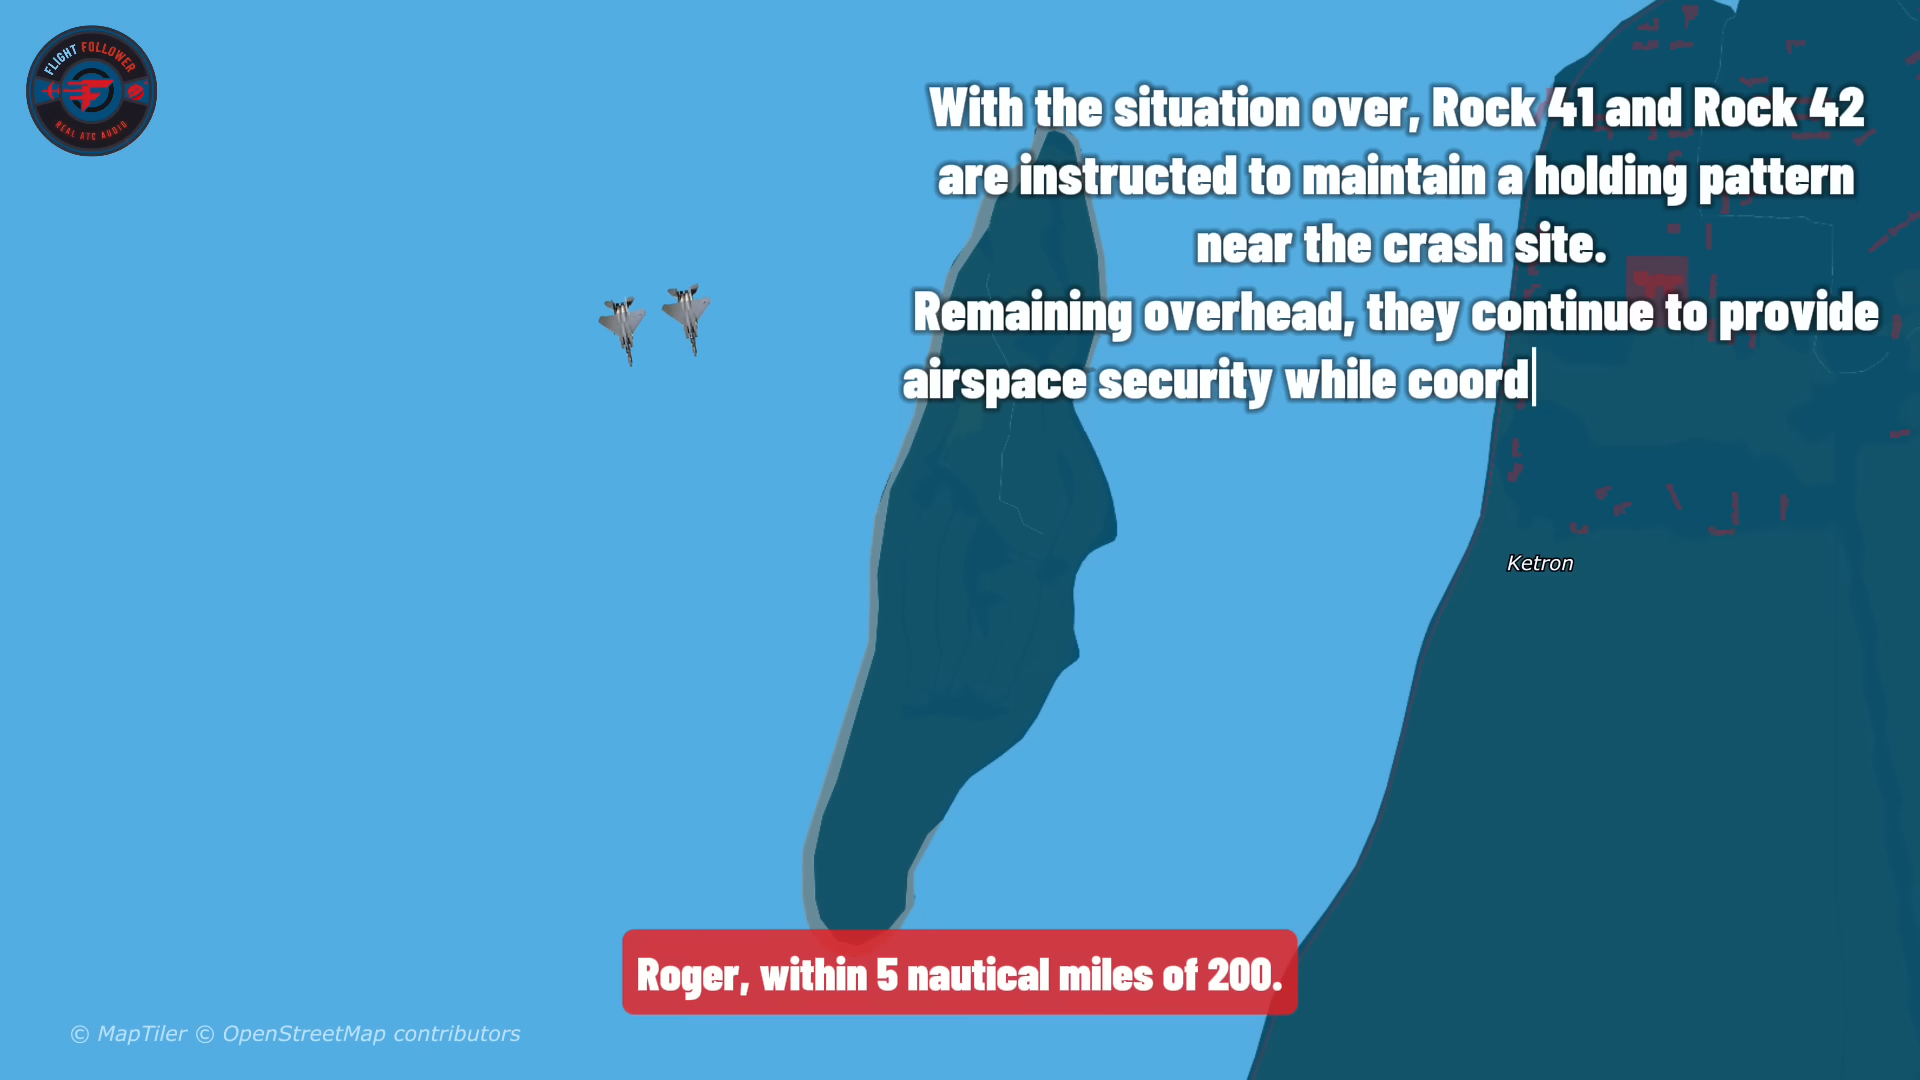 FLIGHT FOLLOWER
REAL ATC AUDIO
With the situation over, Rock 41 and Rock 42
are instructed to maintain a holding pattern
near the crash site.
Remaining overhead, they continue to provide
airspace security while coord
Ketron
Roger, within 5 nautical miles of 200.
© MapTiler © OpenStreetMap contributors